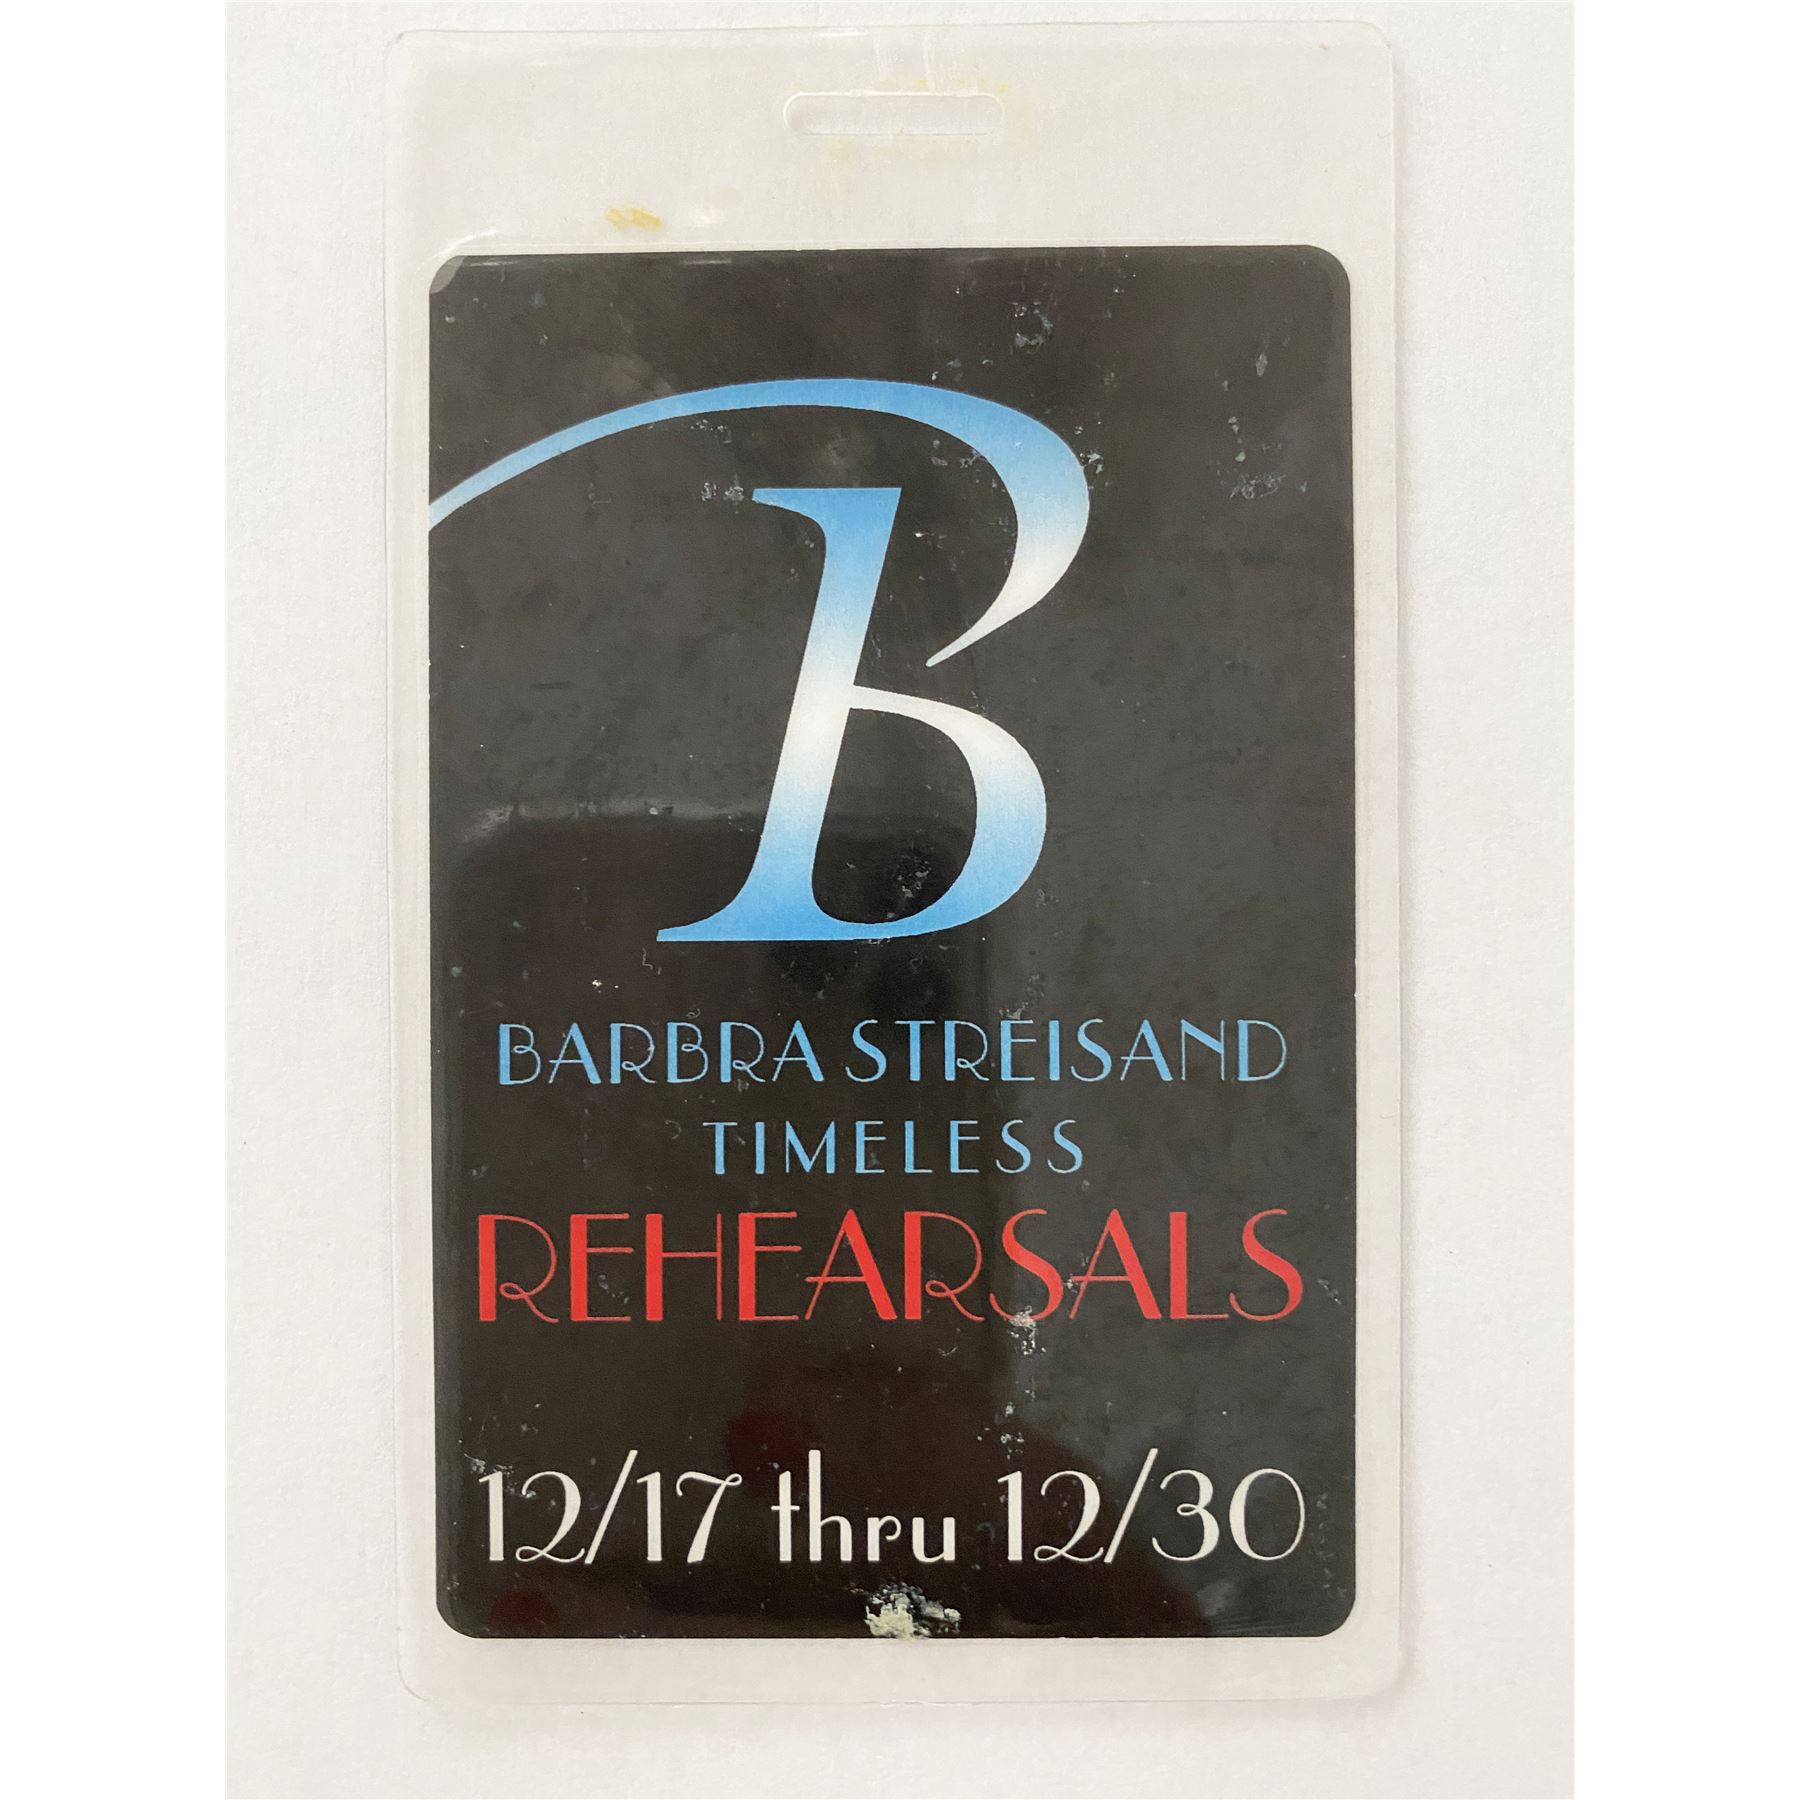 B
BARBRA STREISAND
TIMELESS
REHEARSALS
12/17 thru 12/30